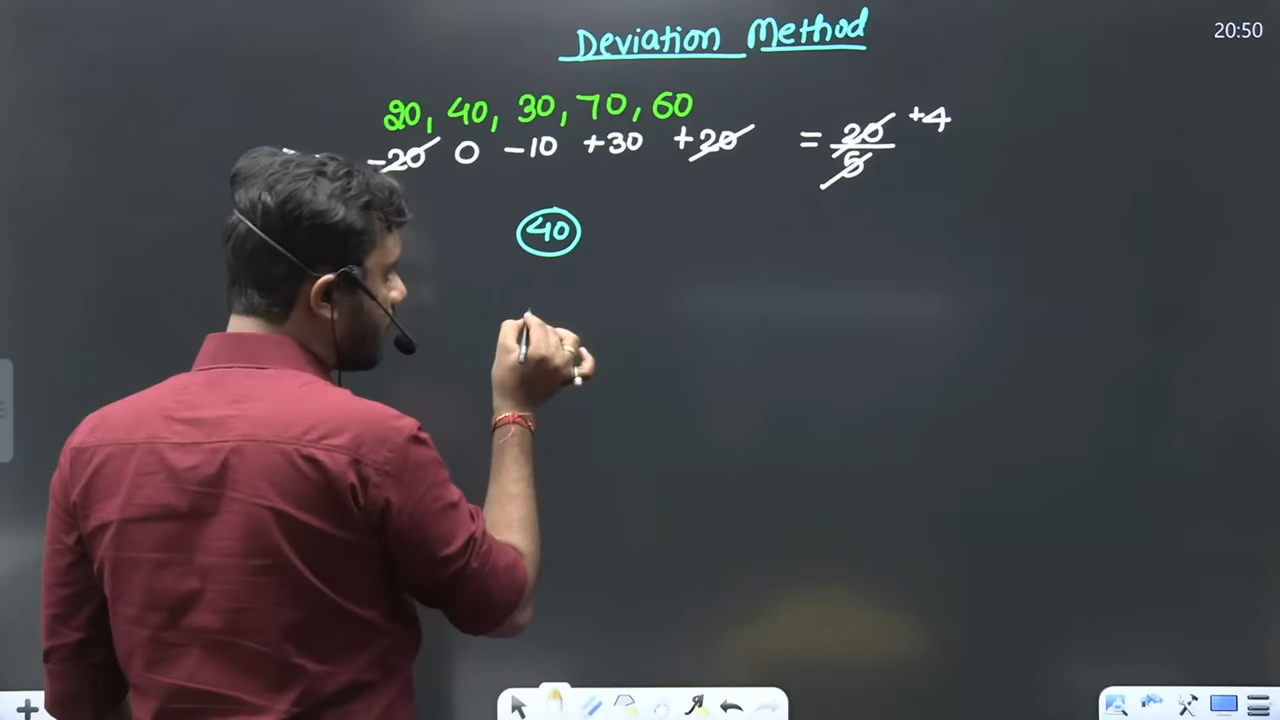 Deviation Method
20:50
20, 40, 30, 70, 60
-20 0 -10 +30 +20 = 20/5 +4
40